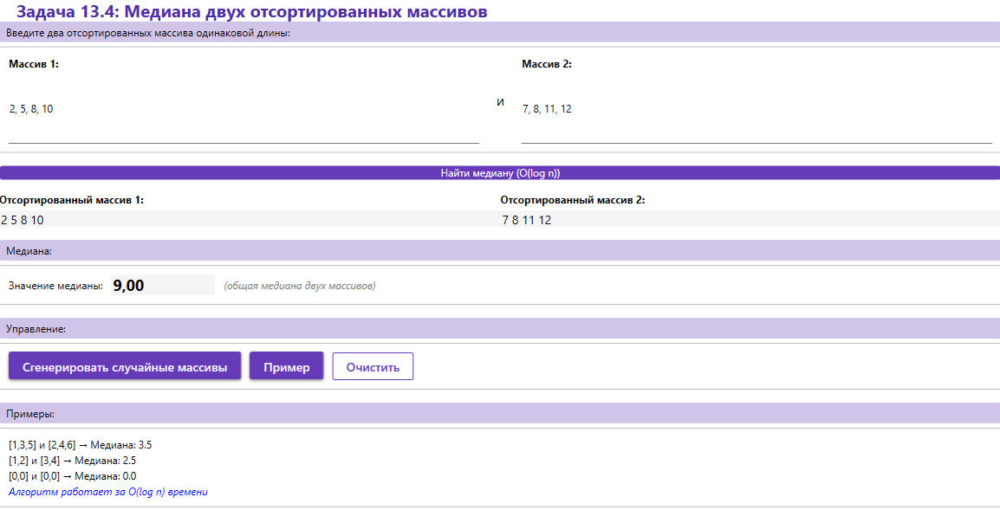 Задача 13.4: Медиана двух отсортированных массивов
Введите два отсортированных массива одинаковой длины:
Массив 1:
Массив 2:
2, 5, 8, 10
и
7, 8, 11, 12
Найти медиану (O(log n))
Отсортированный массив 1:
Отсортированный массив 2:
2 5 8 10
7 8 11 12
Медиана:
Значение медианы: 9,00 (общая медиана двух массивов)
Управление:
Сгенерировать случайные массивы
Пример
Очистить
Примеры:
[1,3,5] и [2,4,6] → Медиана: 3.5
[1,2] и [3,4] → Медиана: 2.5
[0,0] и [0,0] → Медиана: 0.0
Алгоритм работает за O(log n) времени